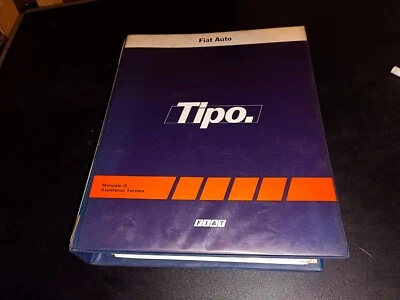 Fiat Auto
Tipo.
Manuale di
Assistenza Tecnica
FIAT